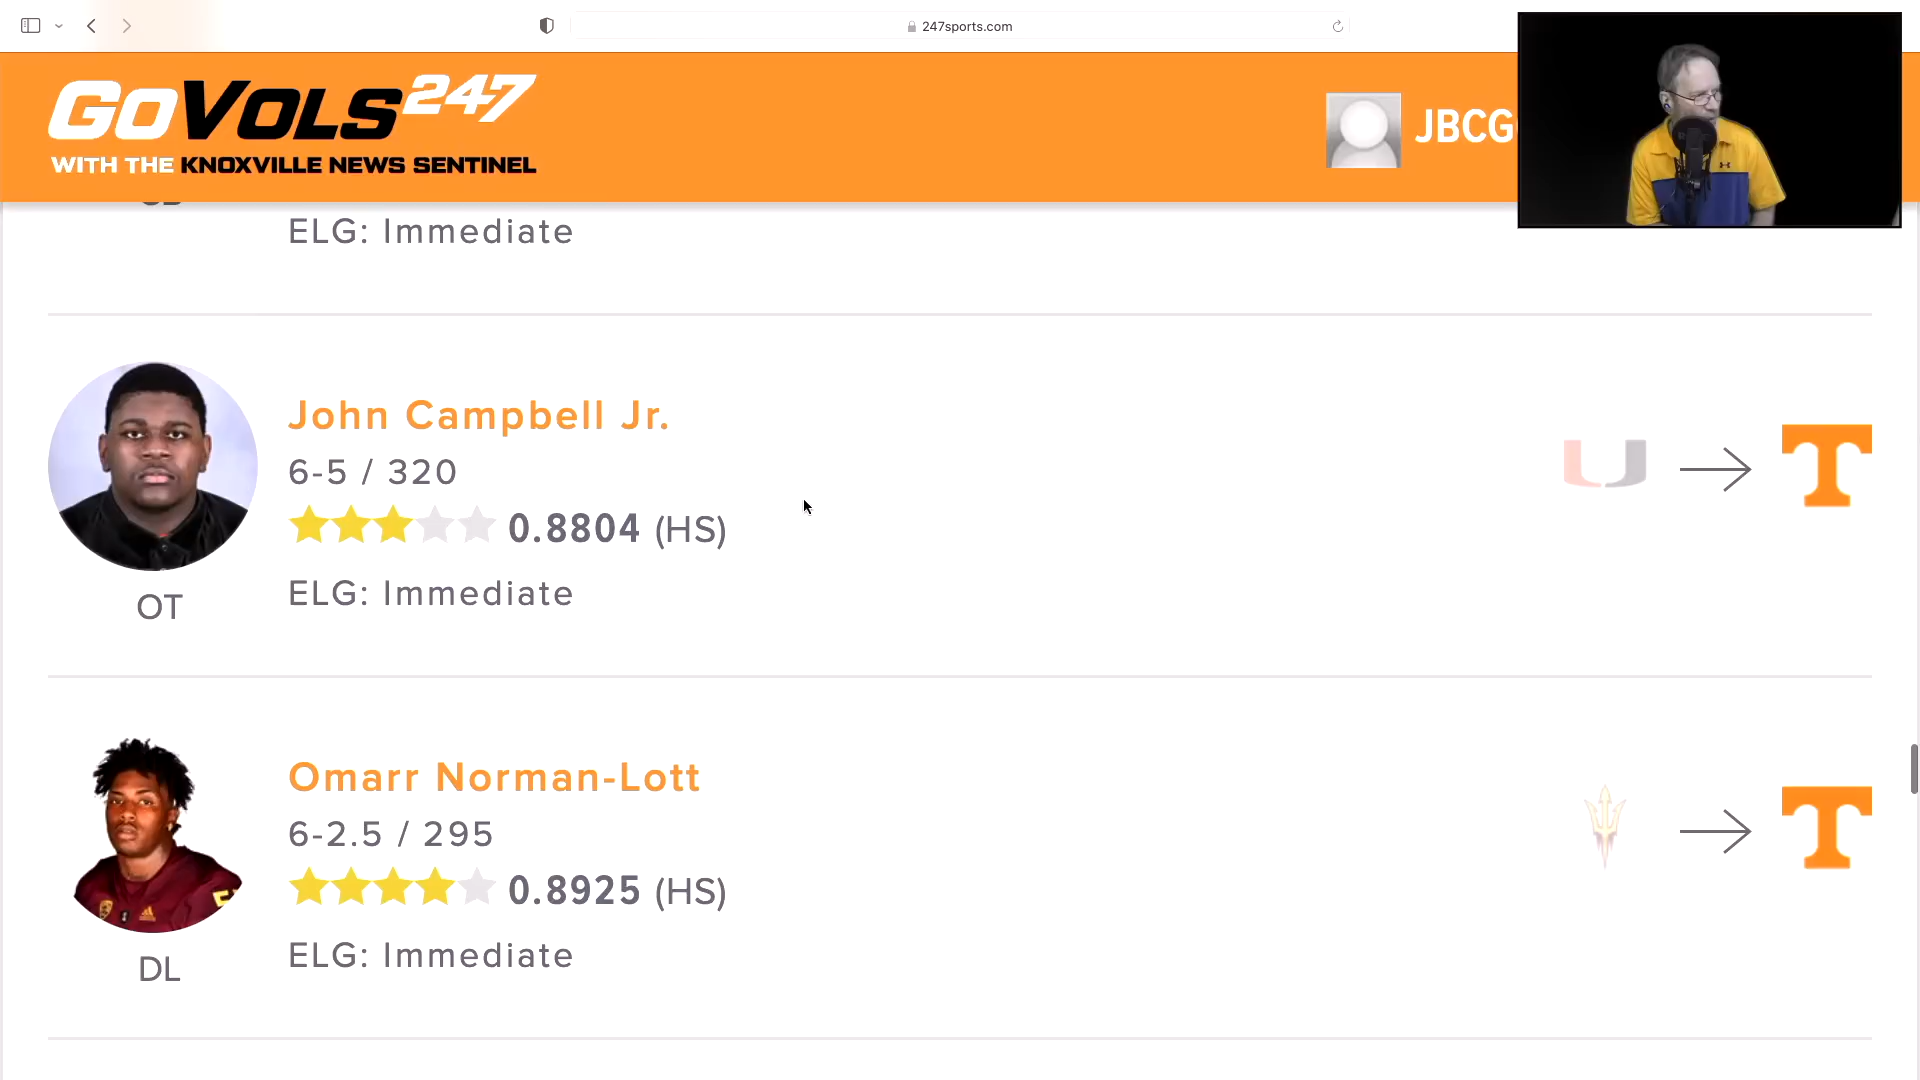 247sports.com
GoVols247
WITH THE KNOXVILLE NEWS SENTINEL
JBCG
ELG: Immediate
John Campbell Jr.
6-5 / 320
0.8804 (HS)
ELG: Immediate
OT
U
T
Omarr Norman-Lott
6-2.5 / 295
0.8925 (HS)
ELG: Immediate
DL
T